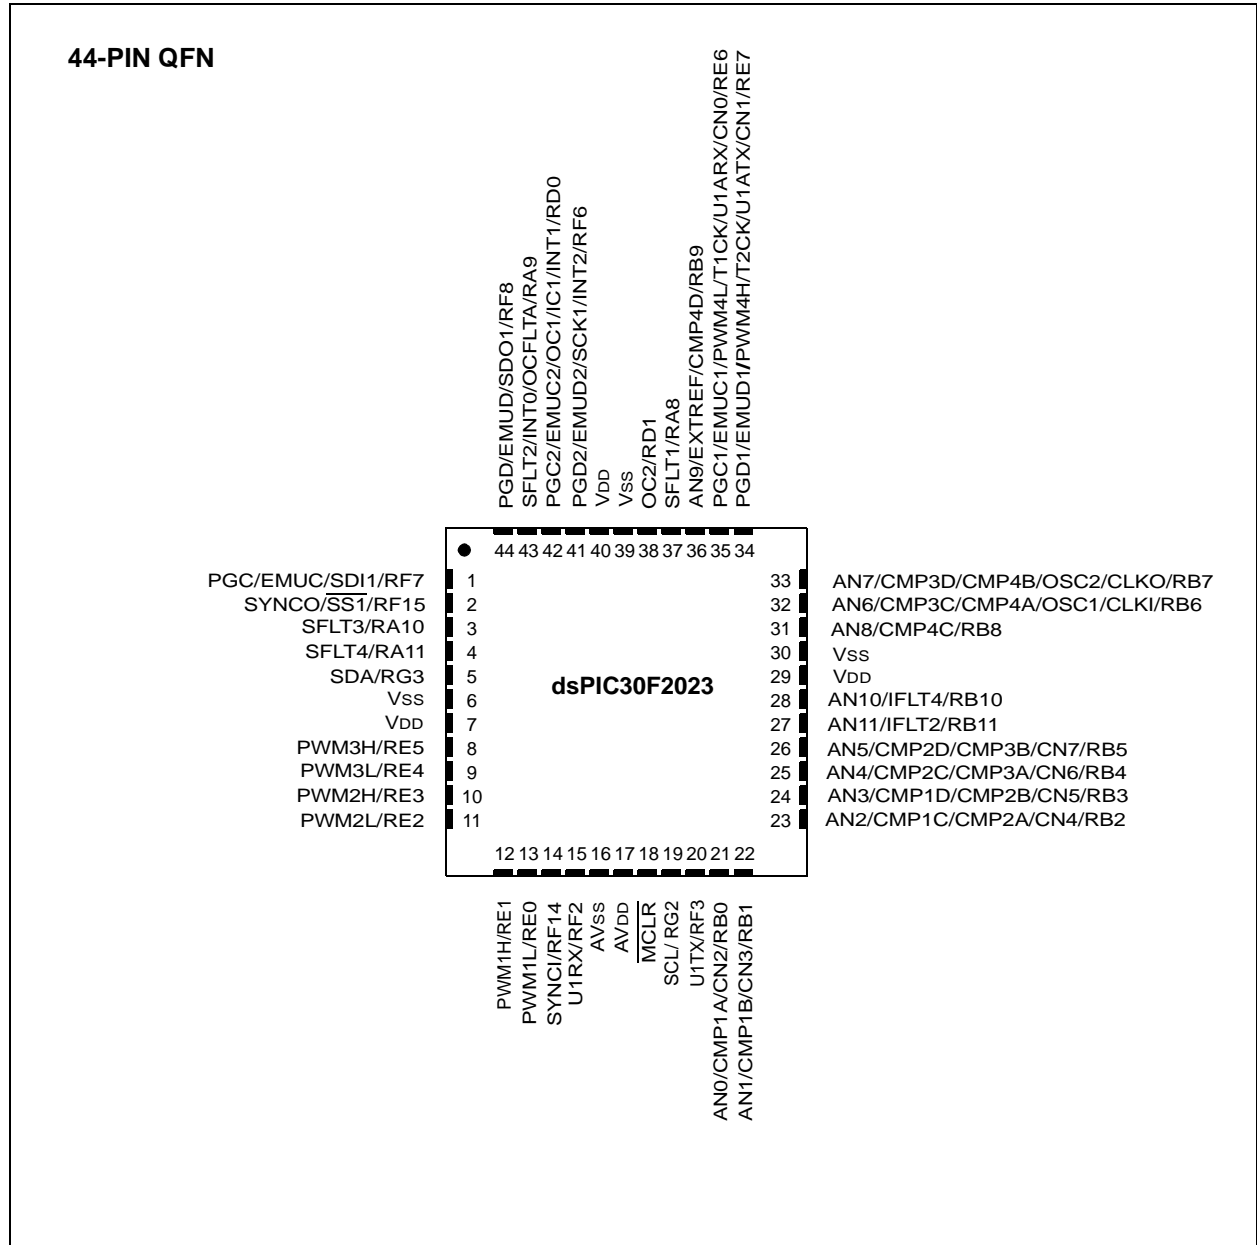 44-PIN QFN
PGD/EMUD/SDO1/RF8
SFLT2/INT0/OCFLTA/RA9
PGC2/EMUC2/OC1/IC1/INT1/RD0
PGD2/EMUD2/SCK1/INT2/RF6
VDD
VSS
OC2/RD1
SFLT1/RA8
AN9/EXTREF/CMP4D/RB9
PGC1/EMUC1/PWM4L/T1CK/U1ARX/CN0/RE6
PGD1/EMUD1/PWM4H/T2CK/U1ATX/CN1/RE7
44 43 42 41 40 39 38 37 36 35 34
PGC/EMUC/SDI1/RF7 1
SYNCO/SS1/RF15 2
SFLT3/RA10 3
SFLT4/RA11 4
SDA/RG3 5
VSS 6
VDD 7
PWM3H/RE5 8
PWM3L/RE4 9
PWM2H/RE3 10
PWM2L/RE2 11
dsPIC30F2023
33 AN7/CMP3D/CMP4B/OSC2/CLKO/RB7
32 AN6/CMP3C/CMP4A/OSC1/CLKI/RB6
31 AN8/CMP4C/RB8
30 VSS
29 VDD
28 AN10/IFLT4/RB10
27 AN11/IFLT2/RB11
26 AN5/CMP2D/CMP3B/CN7/RB5
25 AN4/CMP2C/CMP3A/CN6/RB4
24 AN3/CMP1D/CMP2B/CN5/RB3
23 AN2/CMP1C/CMP2A/CN4/RB2
12 13 14 15 16 17 18 19 20 21 22
PWM1H/RE1
PWM1L/RE0
SYNCI/RF14
U1RX/RF2
AVSS
AVDD
MCLR
SCL/ RG2
U1TX/RF3
AN0/CMP1A/CN2/RB0
AN1/CMP1B/CN3/RB1